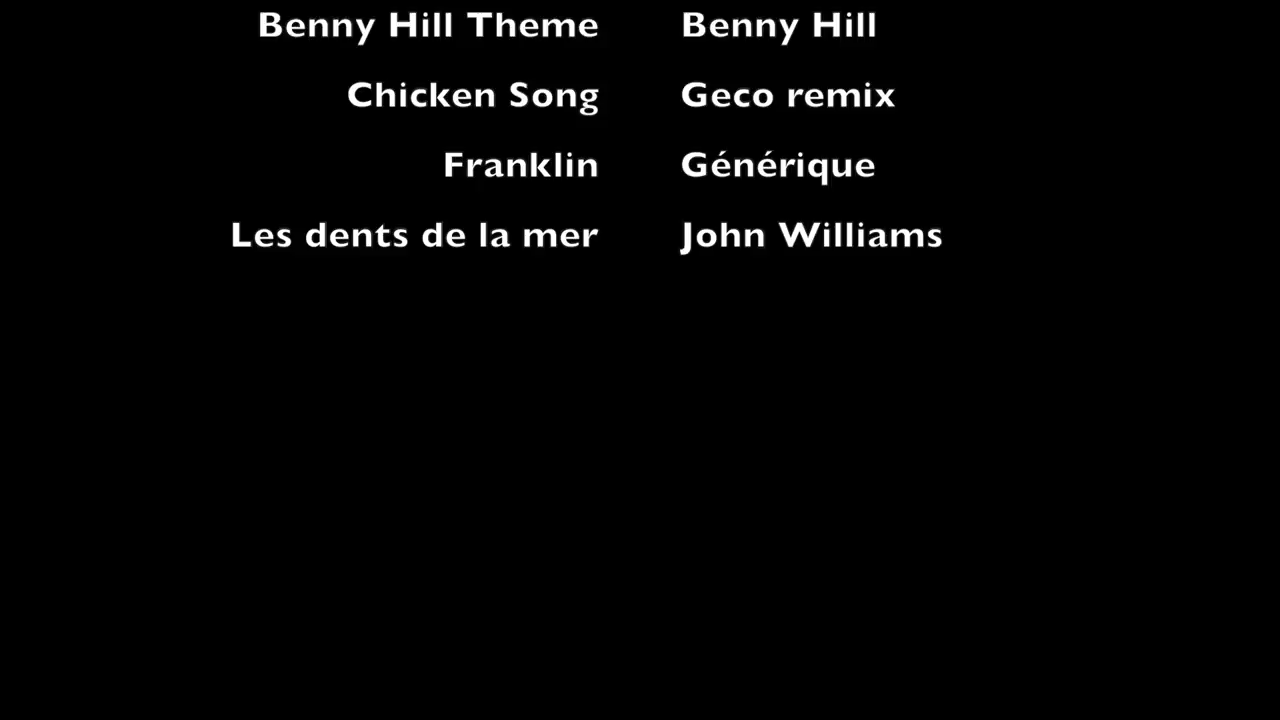 Benny Hill Theme Benny Hill
Chicken Song Geco remix
Franklin Générique
Les dents de la mer John Williams